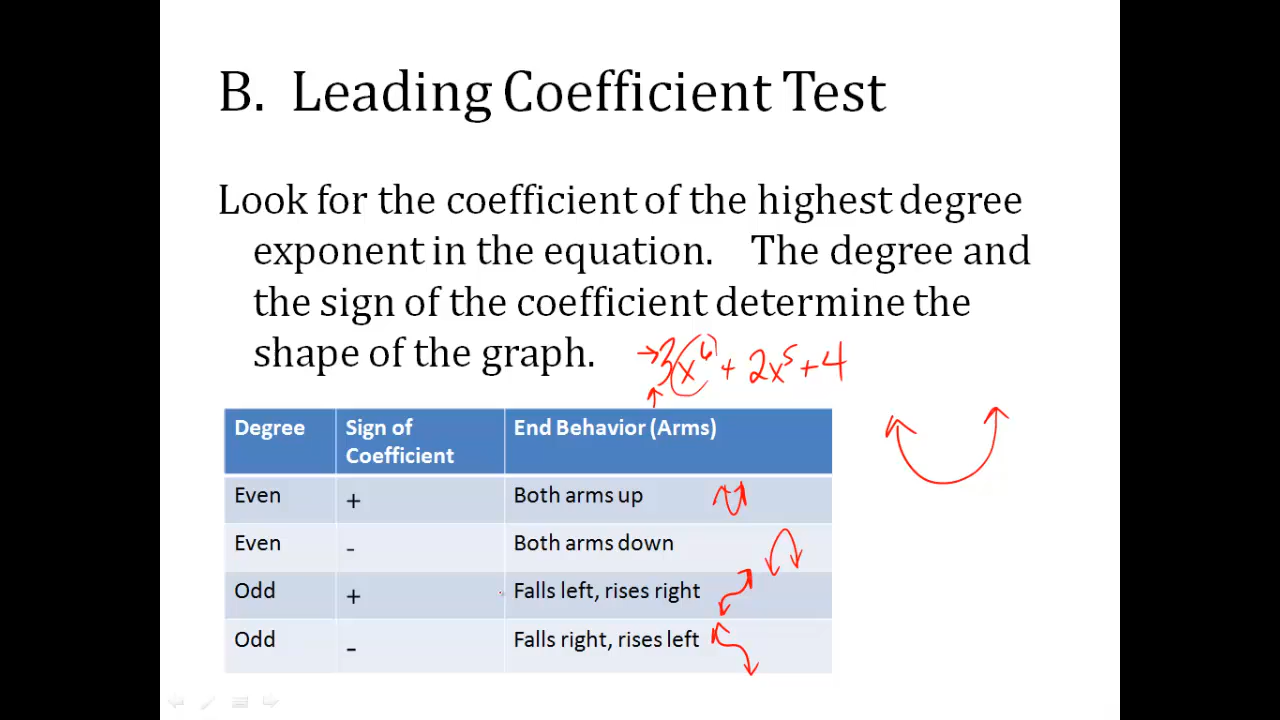 B. Leading Coefficient Test
Look for the coefficient of the highest degree
exponent in the equation. The degree and
the sign of the coefficient determine the
shape of the graph.
→3x⁶ + 2x⁵ + 4
Degree Sign of Coefficient End Behavior (Arms)
Even + Both arms up
Even - Both arms down
Odd + Falls left, rises right
Odd - Falls right, rises left